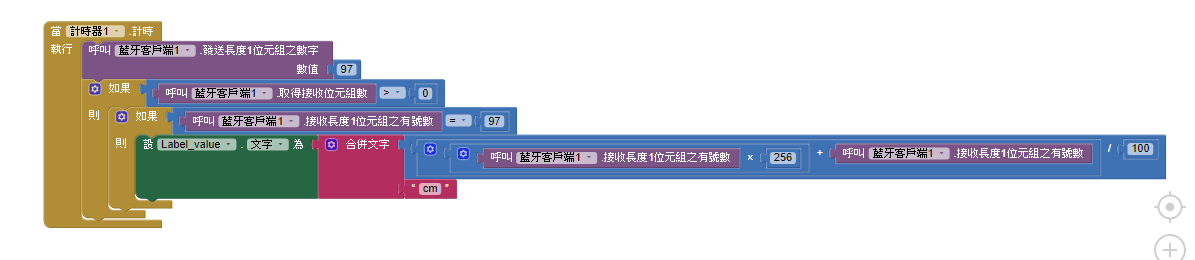 當 計時器1 .計時
執行 呼叫 藍牙客戶端1 .發送長度1位元組之數字
數值 97
如果 呼叫 藍牙客戶端1 .取得接收位元組數 > 0
則 如果 呼叫 藍牙客戶端1 .接收長度1位元組之有號數 = 97
則 設 Label_value . 文字 為 合併文字 呼叫 藍牙客戶端1 .接收長度1位元組之有號數 × 256 + 呼叫 藍牙客戶端1 .接收長度1位元組之有號數 / 100
" cm "